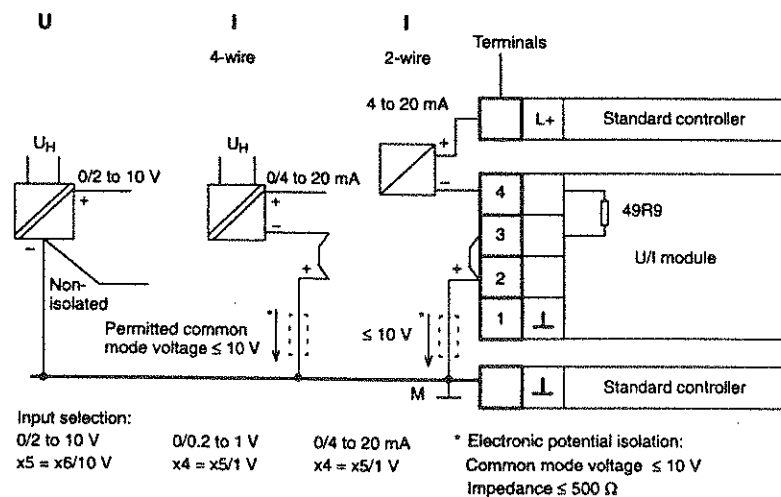 U
I
I
4-wire
2-wire
Terminals
4 to 20 mA
L+
Standard controller
U_H
U_H
+
0/2 to 10 V
0/4 to 20 mA
+
+
−
−
−
4
49R9
3
U/I module
+
+
2
Non-
isolated
1
⊥
*
Permitted common
mode voltage ≤ 10 V
*
≤ 10 V
M
⊥
Standard controller
Input selection:
0/2 to 10 V
x5 = x6/10 V
0/0.2 to 1 V
x4 = x5/1 V
0/4 to 20 mA
x4 = x5/1 V
* Electronic potential isolation:
Common mode voltage ≤ 10 V
Impedance ≤ 500 Ω